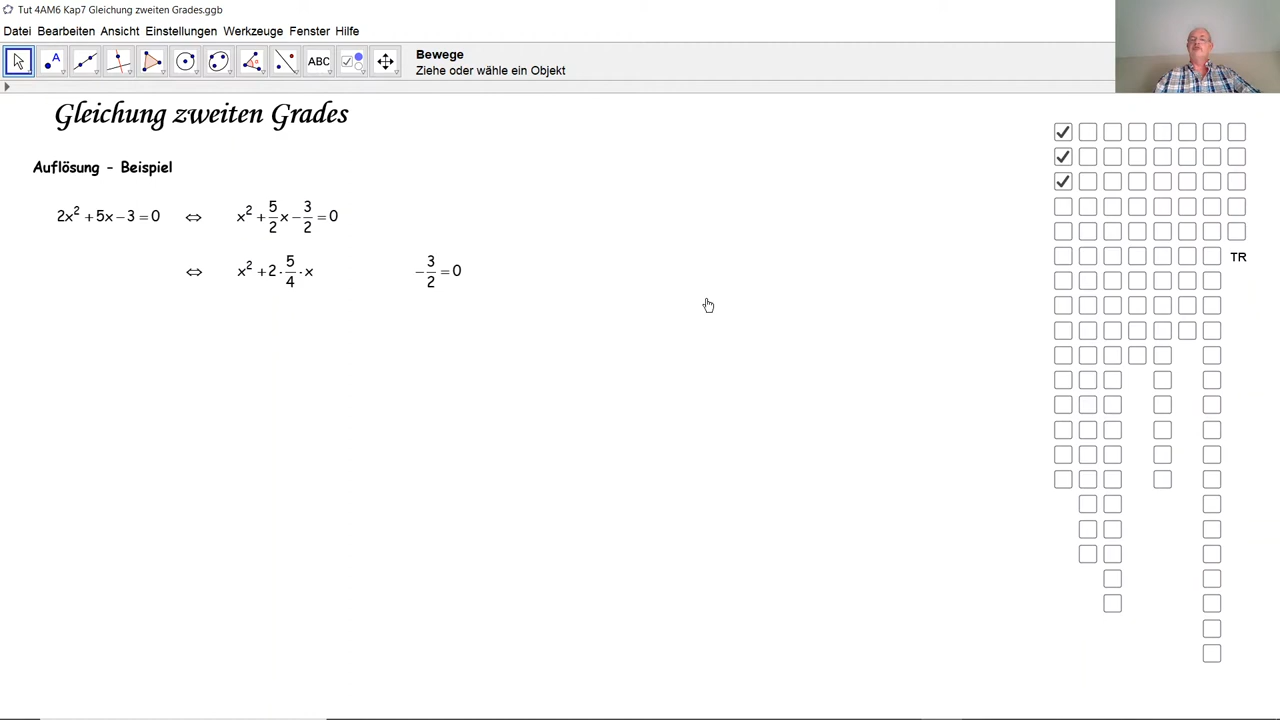 Tut 4AM6 Kap7 Gleichung zweiten Grades.ggb
Datei Bearbeiten Ansicht Einstellungen Werkzeuge Fenster Hilfe
A
ABC
Bewege
Ziehe oder wähle ein Objekt
Gleichung zweiten Grades
Auflösung - Beispiel
2x² + 5x − 3 = 0 ⇔ x² + 5/2 x − 3/2 = 0
⇔ x² + 2 · 5/4 · x − 3/2 = 0
TR